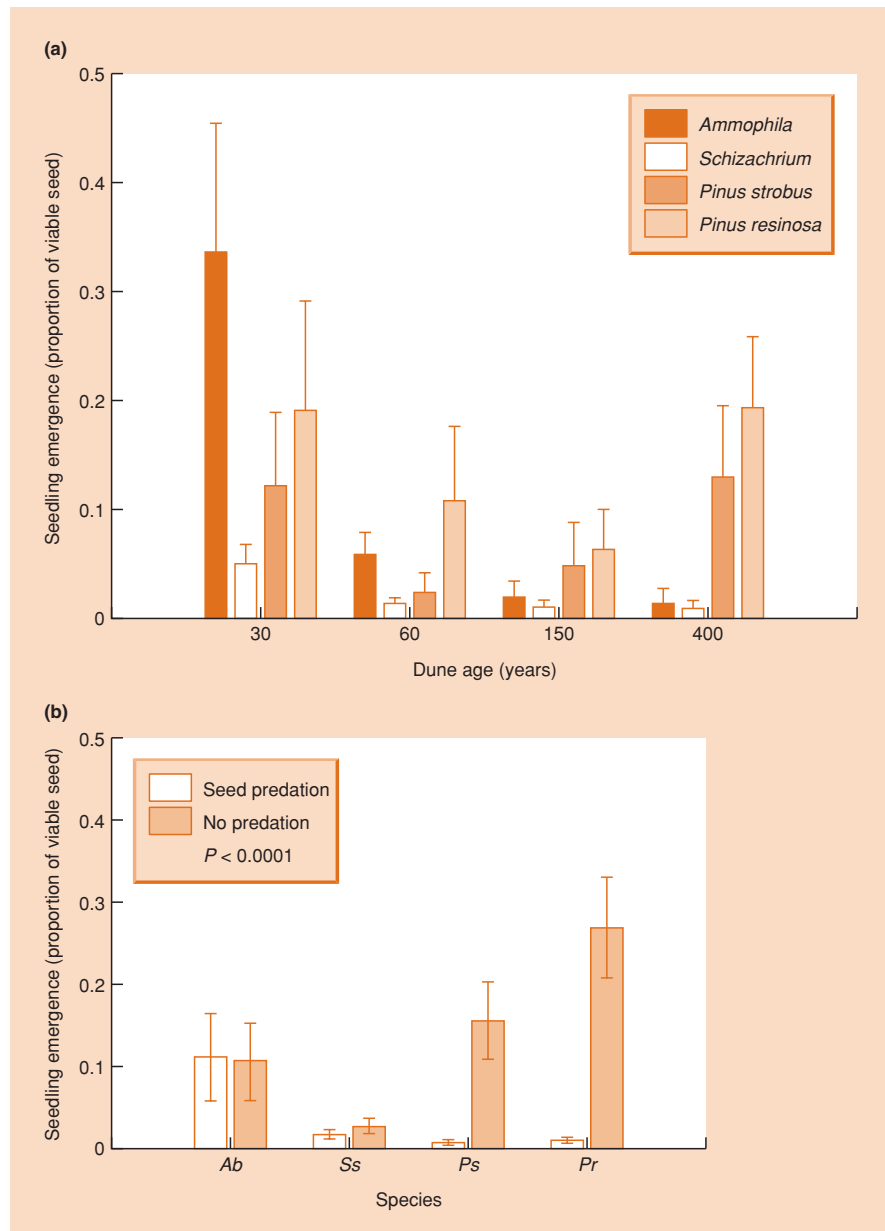 (a)
Seedling emergence (proportion of viable seed)
0.5
0.4
0.3
0.2
0.1
0
Ammophila
Schizachrium
Pinus strobus
Pinus resinosa
30 60 150 400
Dune age (years)
(b)
Seedling emergence (proportion of viable seed)
0.5
0.4
0.3
0.2
0.1
0
Seed predation
No predation
P < 0.0001
Ab Ss Ps Pr
Species